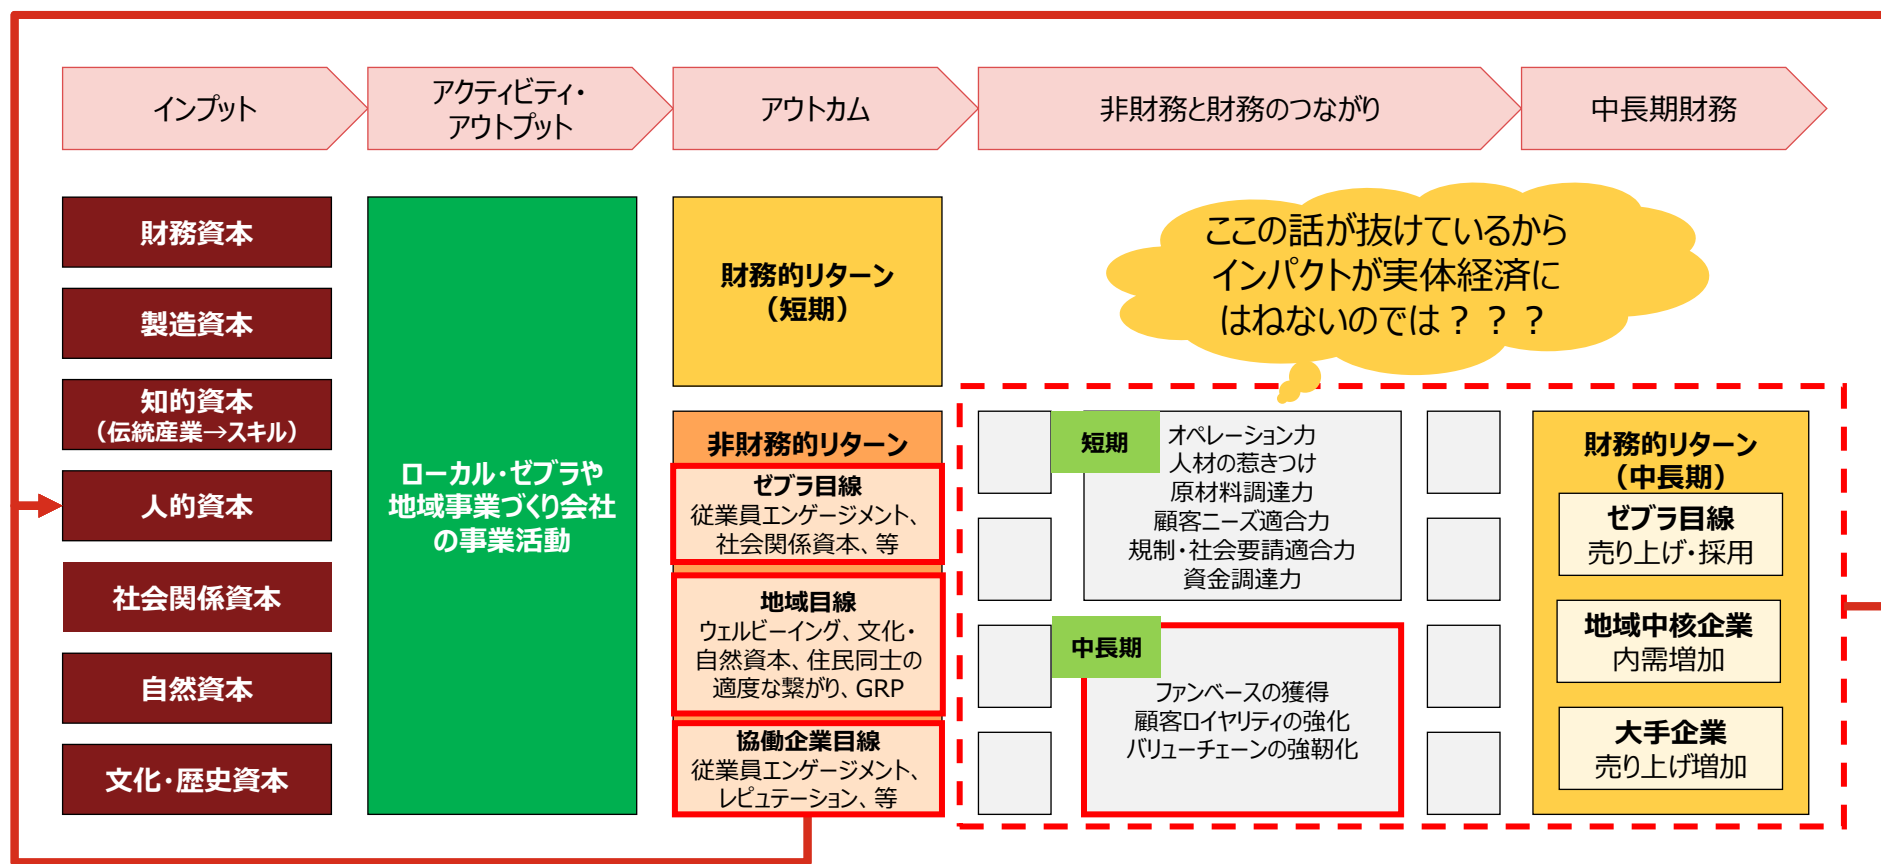 インプット
アクティビティ・
アウトプット
アウトカム
非財務と財務のつながり
中長期財務
財務資本
製造資本
知的資本
（伝統産業→スキル）
人的資本
社会関係資本
自然資本
文化・歴史資本
ローカル・ゼブラや
地域事業づくり会社
の事業活動
財務的リターン
（短期）
非財務的リターン
ゼブラ目線
従業員エンゲージメント、
社会関係資本、等
地域目線
ウェルビーイング、文化・
自然資本、住民同士の
適度な繋がり、GRP
協働企業目線
従業員エンゲージメント、
レピュテーション、等
ここの話が抜けているから
インパクトが実体経済に
はねないのでは？？？
短期
オペレーション力
人材の惹きつけ
原材料調達力
顧客ニーズ適合力
規制・社会要請適合力
資金調達力
中長期
ファンベースの獲得
顧客ロイヤリティの強化
バリューチェーンの強靭化
財務的リターン
（中長期）
ゼブラ目線
売り上げ・採用
地域中核企業
内需増加
大手企業
売り上げ増加